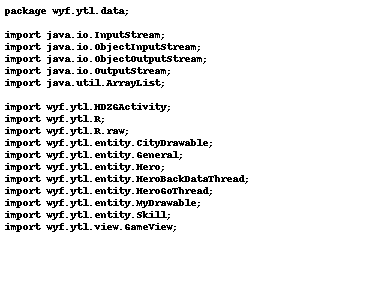 package wyf.ytl.data;
import java.io.InputStream;
import java.io.ObjectInputStream;
import java.io.ObjectOutputStream;
import java.io.OutputStream;
import java.util.ArrayList;
import wyf.ytl.HDZGActivity;
import wyf.ytl.R;
import wyf.ytl.R.raw;
import wyf.ytl.entity.CityDrawable;
import wyf.ytl.entity.General;
import wyf.ytl.entity.Hero;
import wyf.ytl.entity.HeroBackDataThread;
import wyf.ytl.entity.HeroGoThread;
import wyf.ytl.entity.MyDrawable;
import wyf.ytl.entity.Skill;
import wyf.ytl.view.GameView;